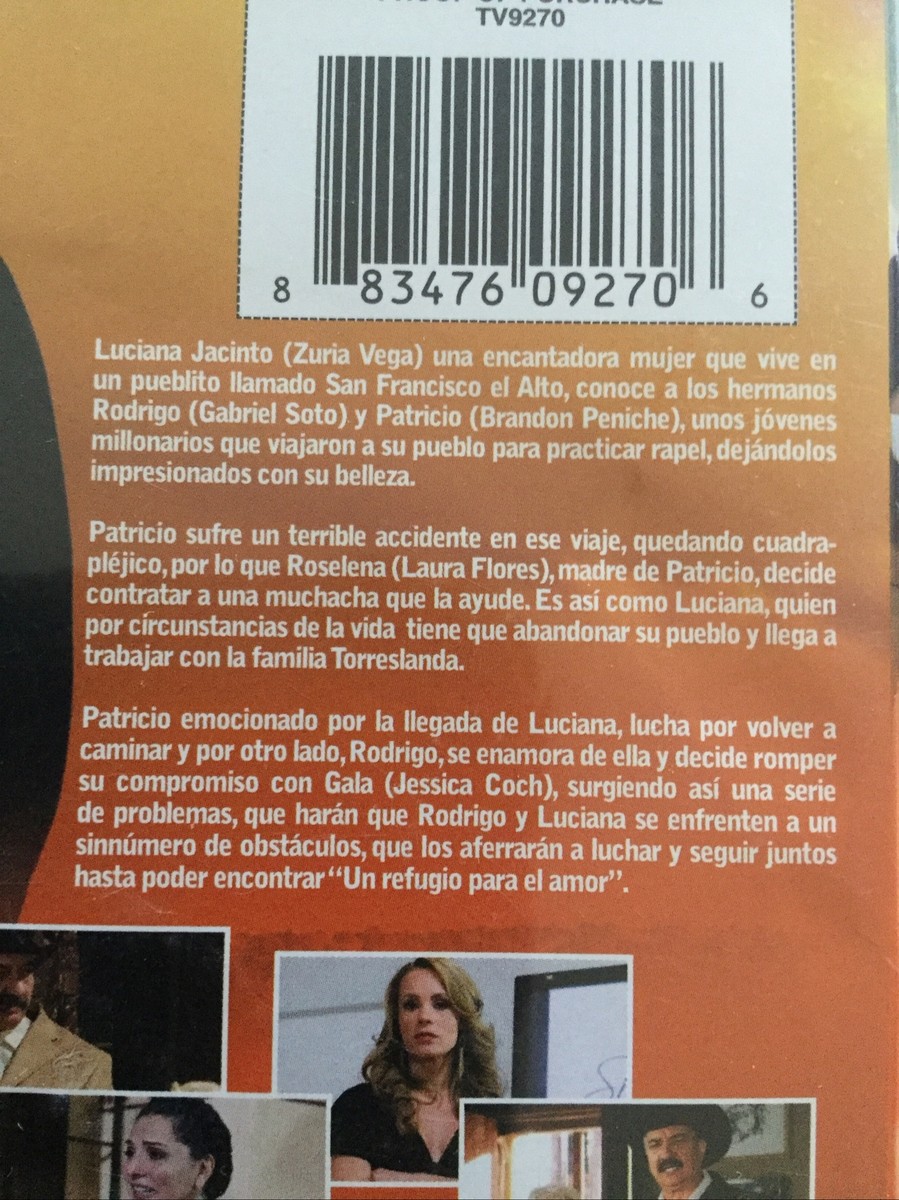 PROOF OF PURCHASE
TV9270
8 83476 09270 6
Luciana Jacinto (Zuria Vega) una encantadora mujer que vive en
un pueblito llamado San Francisco el Alto, conoce a los hermanos
Rodrigo (Gabriel Soto) y Patricio (Brandon Peniche), unos jóvenes
millonarios que viajaron a su pueblo para practicar rapel, dejándolos
impresionados con su belleza.
Patricio sufre un terrible accidente en ese viaje, quedando cuadra-
pléjico, por lo que Roselena (Laura Flores), madre de Patricio, decide
contratar a una muchacha que la ayude. Es así como Luciana, quien
por círcunstancias de la vida tiene que abandonar su pueblo y llega a
trabajar con la família Torreslanda.
Patricio emocionado por la llegada de Luciana, lucha por volver a
caminar y por otro lado, Rodrigo, se enamora de ella y decide romper
su compromiso con Gala (Jessica Coch), surgiendo así una serie
de problemas, que harán que Rodrigo y Luciana se enfrenten a un
sinnúmero de obstáculos, que los aferrarán a luchar y seguir juntos
hasta poder encontrar "Un refugio para el amor".